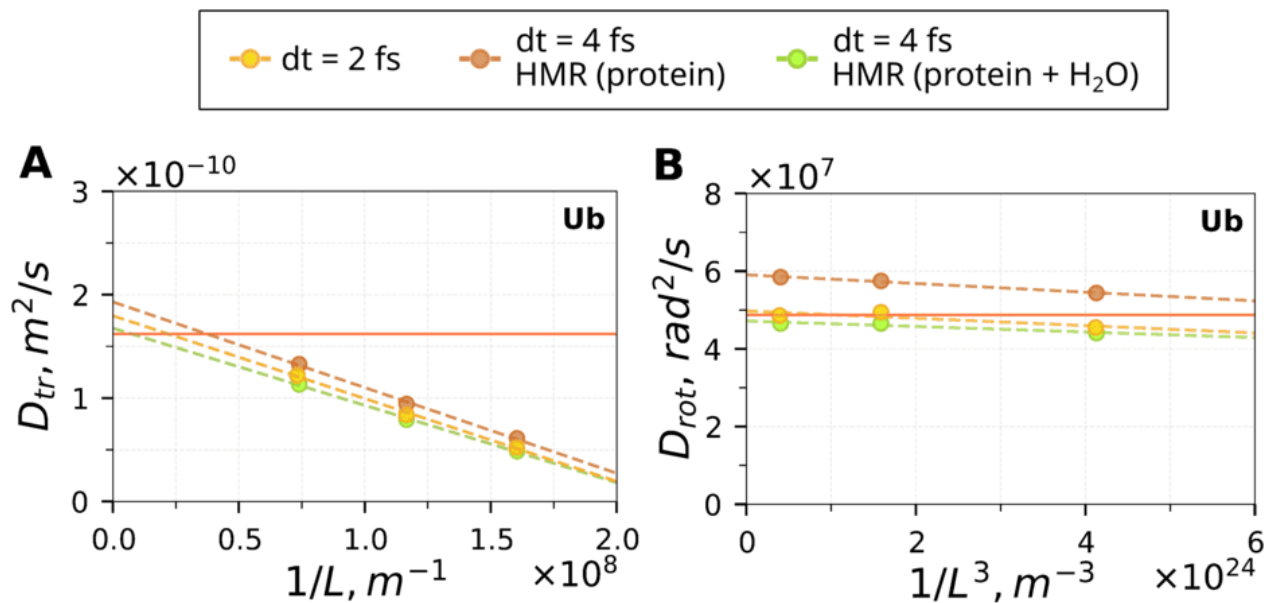 dt = 2 fs
dt = 4 fs
HMR (protein)
dt = 4 fs
HMR (protein + H₂O)
A
×10⁻¹⁰
Ub
3
2
1
0
D_tr, m²/s
0.0 0.5 1.0 1.5 2.0
1/L, m⁻¹
×10⁸
B
×10⁷
Ub
8
6
4
2
0
D_rot, rad²/s
0 2 4 6
1/L³, m⁻³
×10²⁴